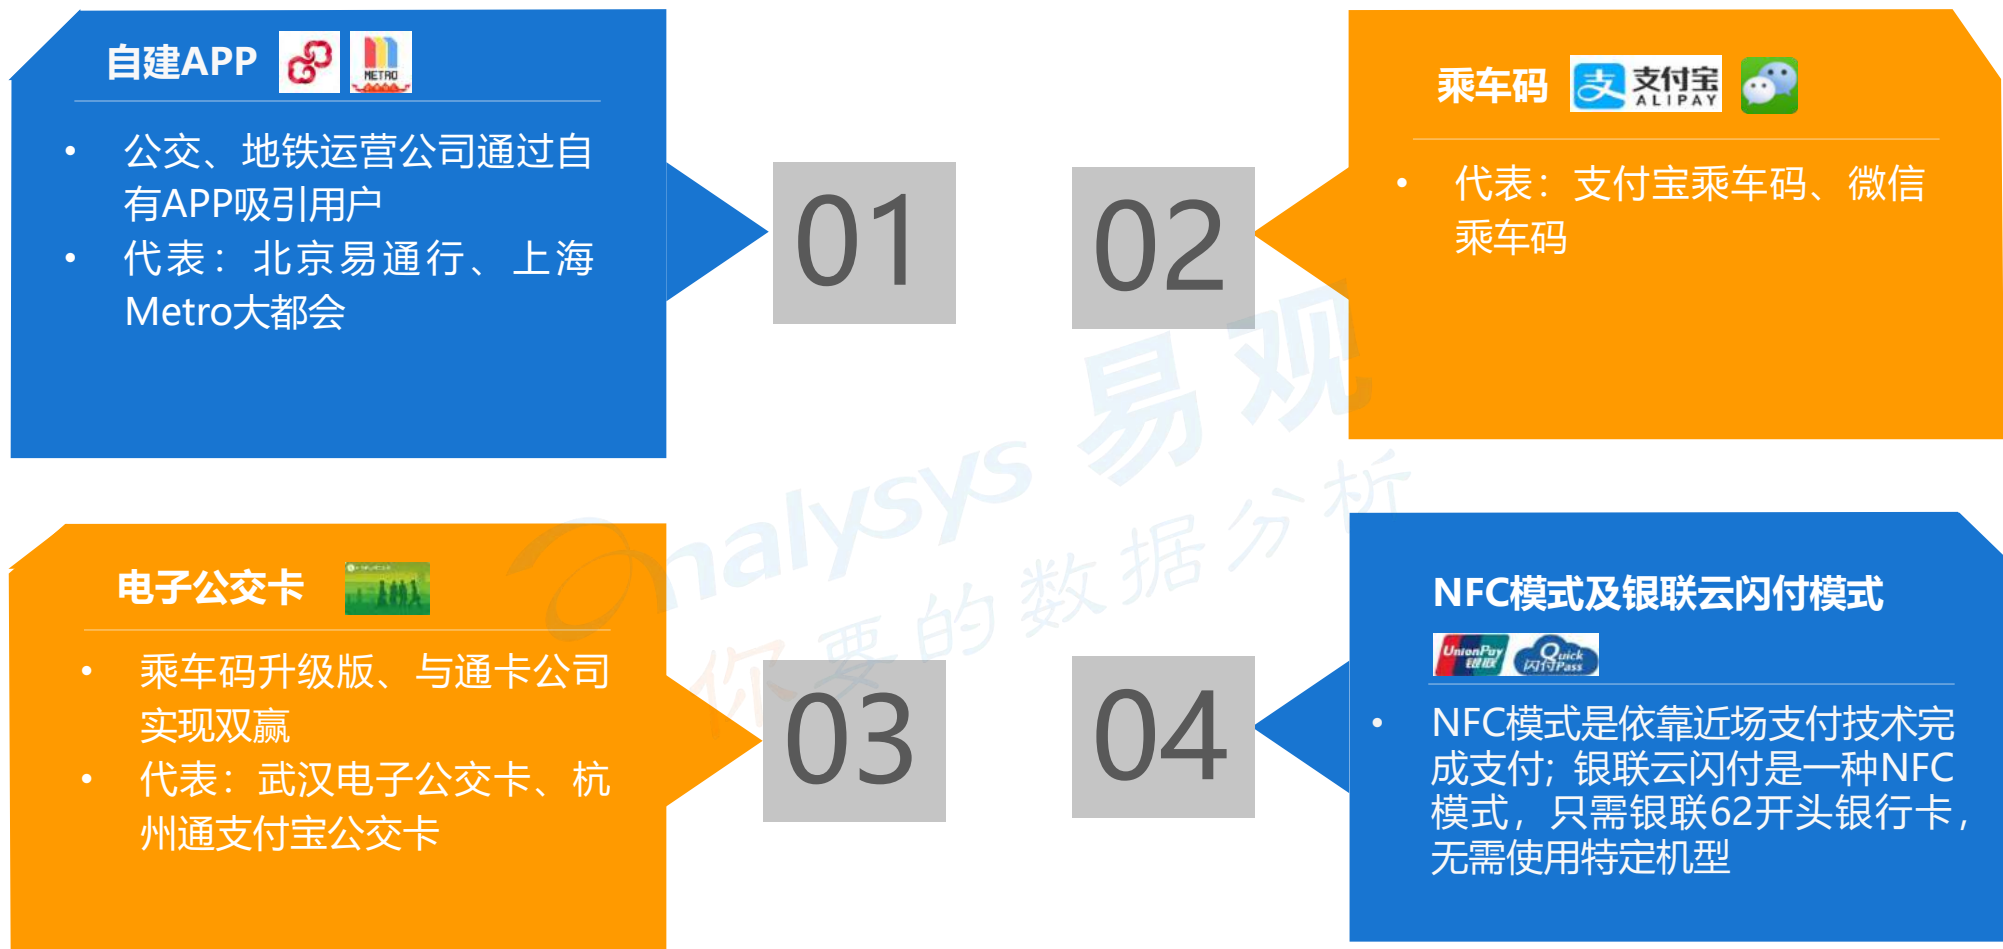 自建APP
METRO
公交、地铁运营公司通过自
有APP吸引用户
代表：北京易通行、上海
Metro大都会
01
乘车码
支 支付宝
ALIPAY
代表：支付宝乘车码、微信
乘车码
02
电子公交卡
乘车码升级版、与通卡公司
实现双赢
代表：武汉电子公交卡、杭
州通支付宝公交卡
03
NFC模式及银联云闪付模式
UnionPay
银联
Quick
闪付Pass
NFC模式是依靠近场支付技术完
成支付; 银联云闪付是一种NFC
模式，只需银联62开头银行卡，
无需使用特定机型
04
analysys 易观
你要的数据分析